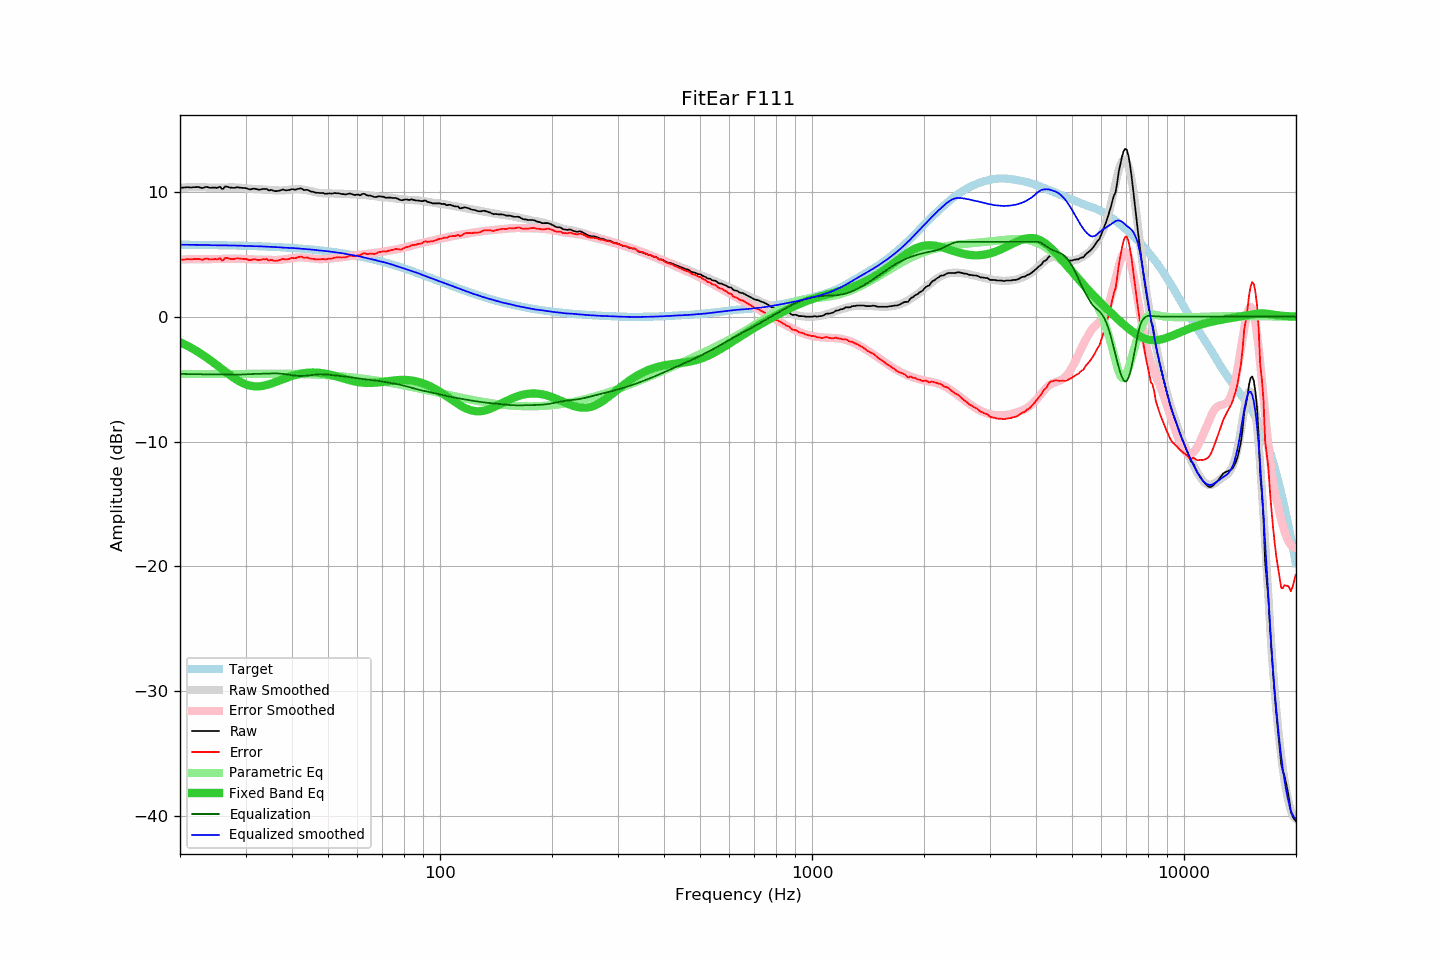 FitEar F111
10
0
−10
−20
−30
−40
Amplitude (dBr)
Target
Raw Smoothed
Error Smoothed
Raw
Error
Parametric Eq
Fixed Band Eq
Equalization
Equalized smoothed
100
1000
10000
Frequency (Hz)